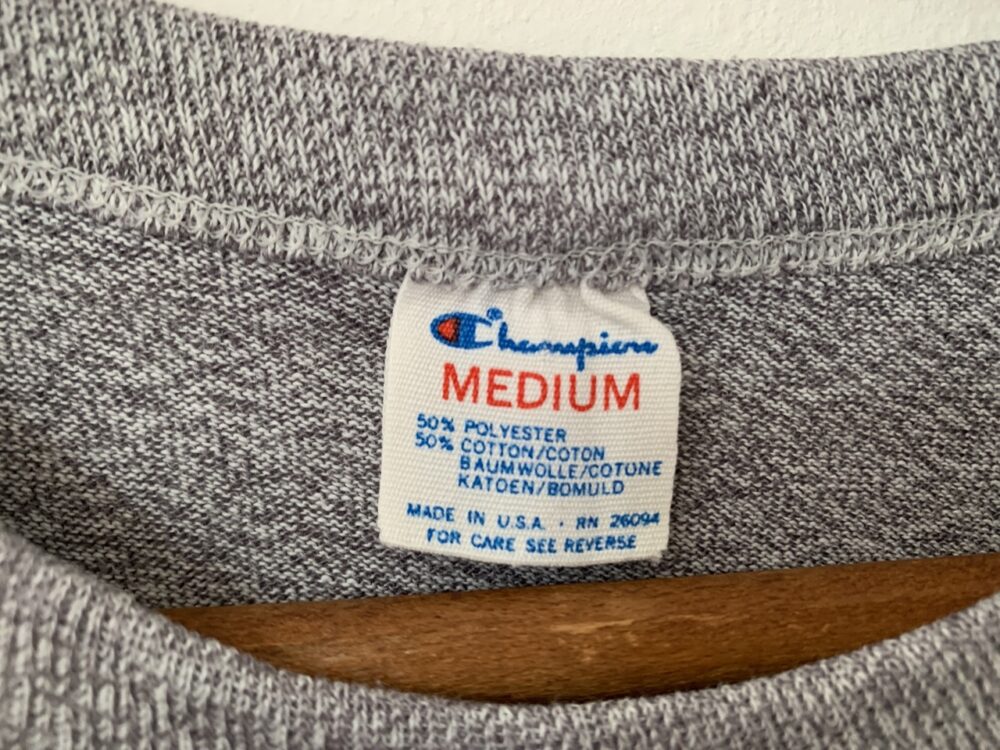 Champion®
MEDIUM
50% POLYESTER
50% COTTON/COTON
BAUMWOLLE/COTONE
KATOEN/BOMULD
MADE IN U.S.A. · RN 26094
FOR CARE SEE REVERSE